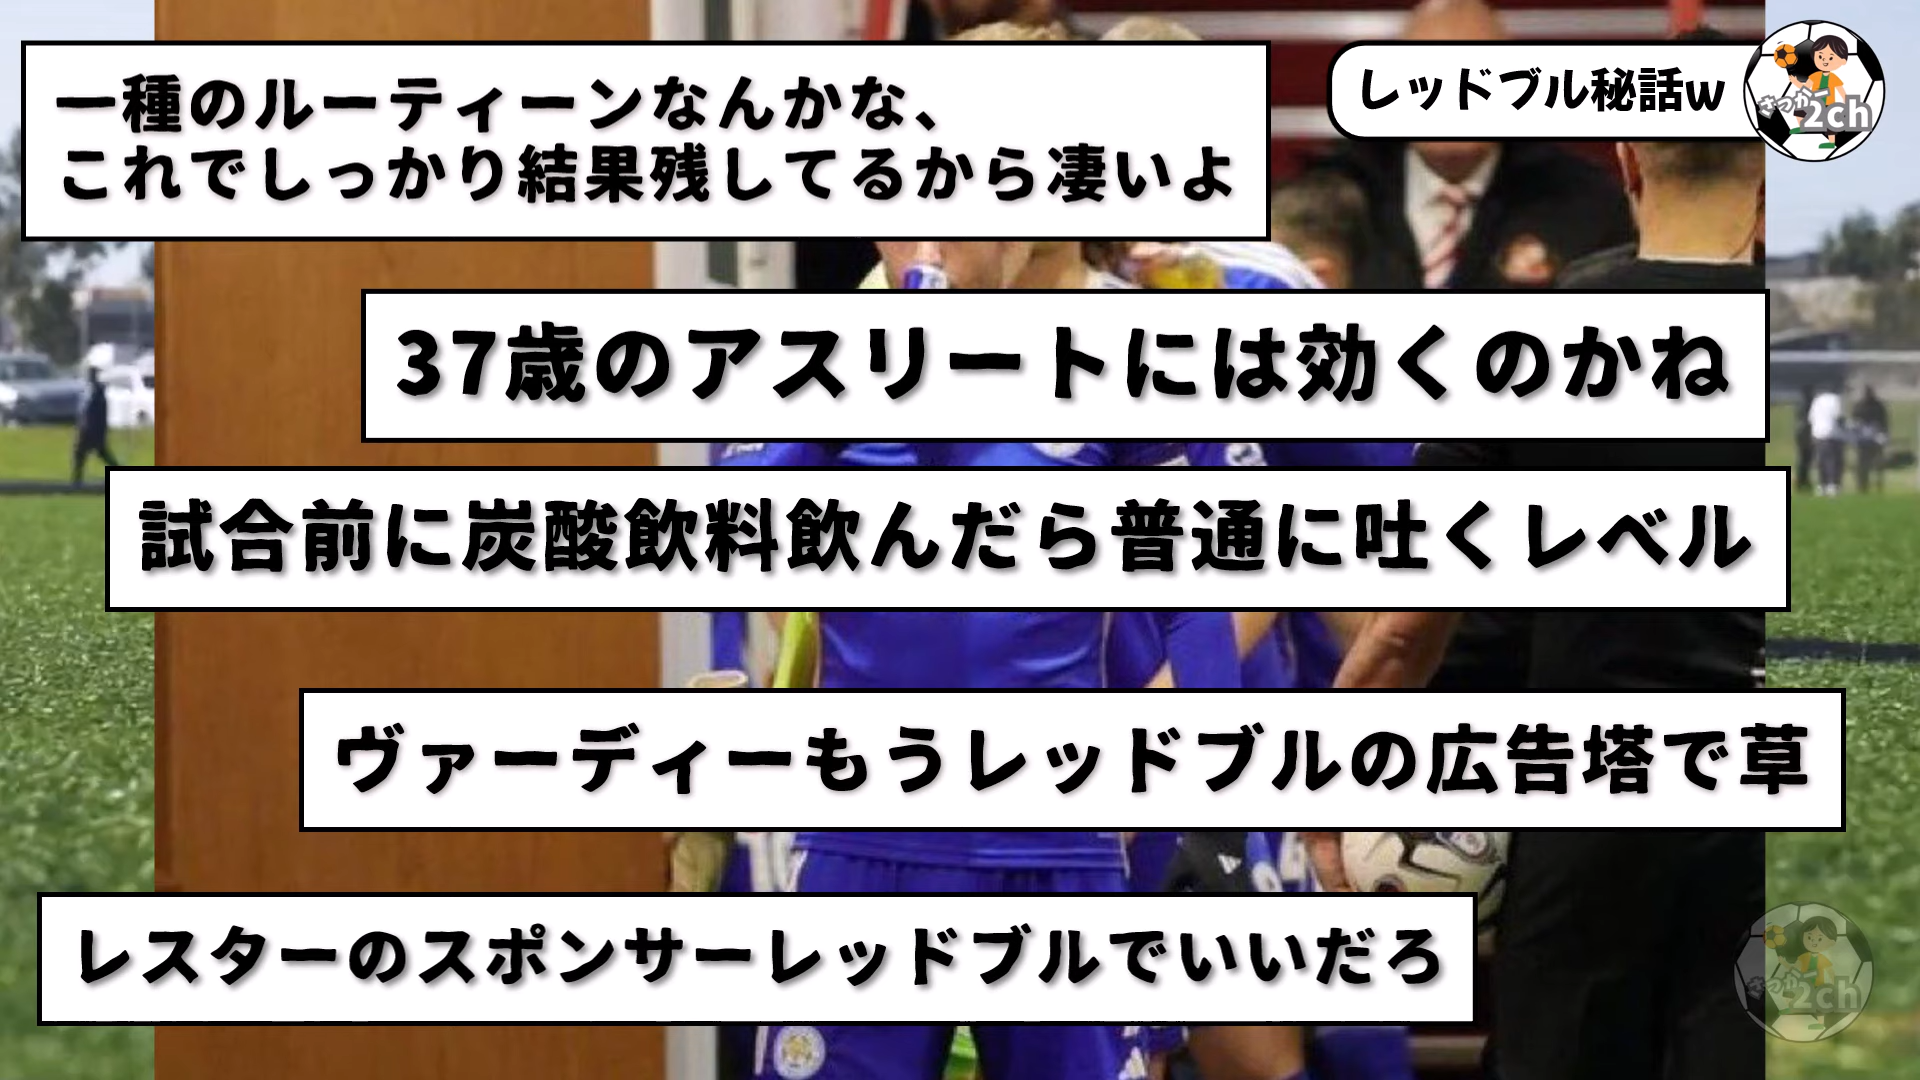 一種のルーティーンなんかな、
これでしっかり結果残してるから凄いよ
レッドブル秘話w
さっかー
2ch
37歳のアスリートには効くのかね
試合前に炭酸飲料飲んだら普通に吐くレベル
ヴァーディーもうレッドブルの広告塔で草
レスターのスポンサーレッドブルでいいだろ
さっかー
2ch